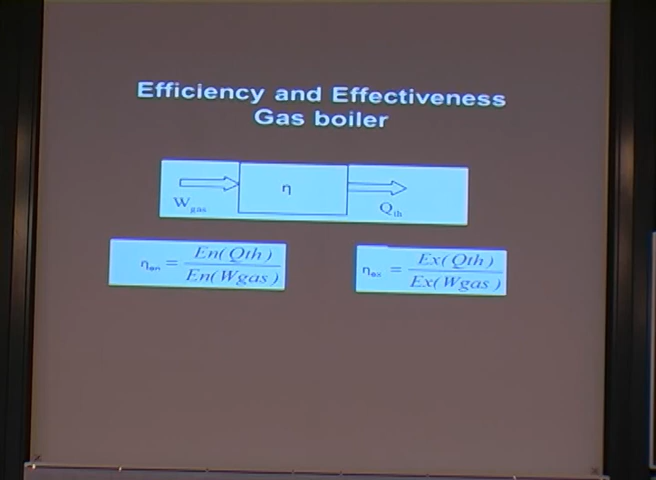 Efficiency and Effectiveness
Gas boiler
W gas
η
Q th
η en = En(Qth) / En(Wgas)
η ex = Ex(Qth) / Ex(Wgas)